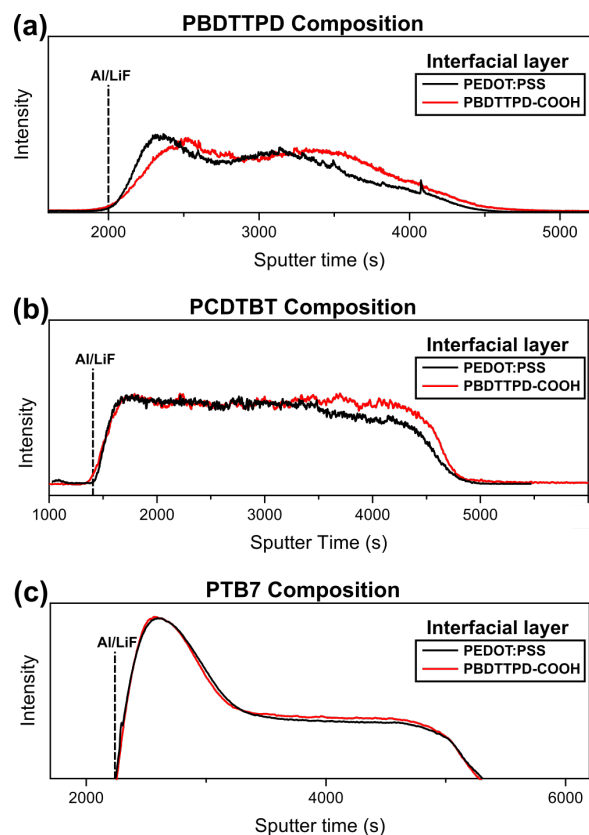 (a)
PBDTTPD Composition
Al/LiF
Interfacial layer
PEDOT:PSS
PBDTTPD-COOH
Intensity
2000 3000 4000 5000
Sputter time (s)
(b)
PCDTBT Composition
Al/LiF
Interfacial layer
PEDOT:PSS
PBDTTPD-COOH
Intensity
1000 2000 3000 4000 5000
Sputter Time (s)
(c)
PTB7 Composition
Al/LiF
Interfacial layer
PEDOT:PSS
PBDTTPD-COOH
Intensity
2000 4000 6000
Sputter time (s)